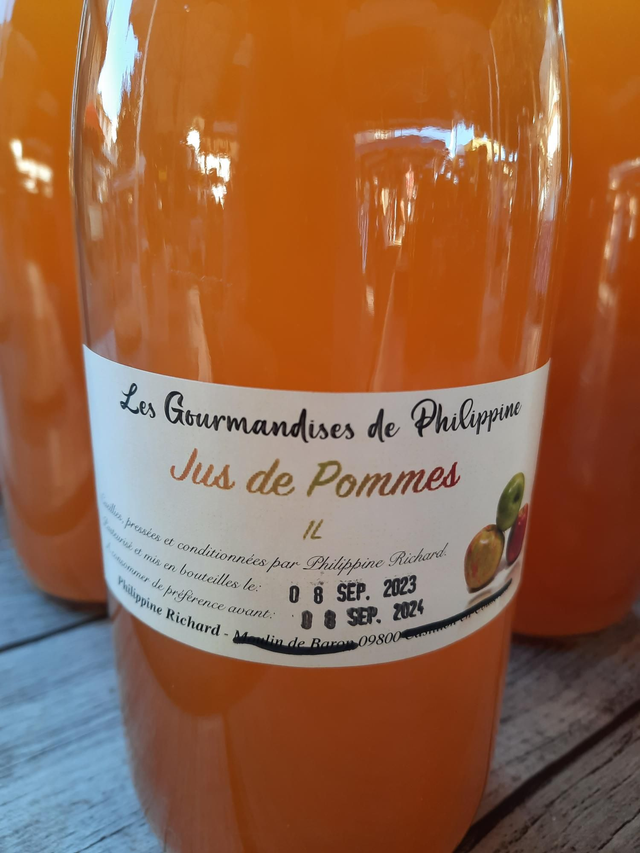 Les Gourmandises de Philippine
Jus de Pommes
1L
pressées et conditionnées par Philippine Richard.
et mis en bouteilles le: 08 SEP. 2023
consommer de préférence avant: 08 SEP. 2024
Philippine Richard - Moulin de Baron 09800